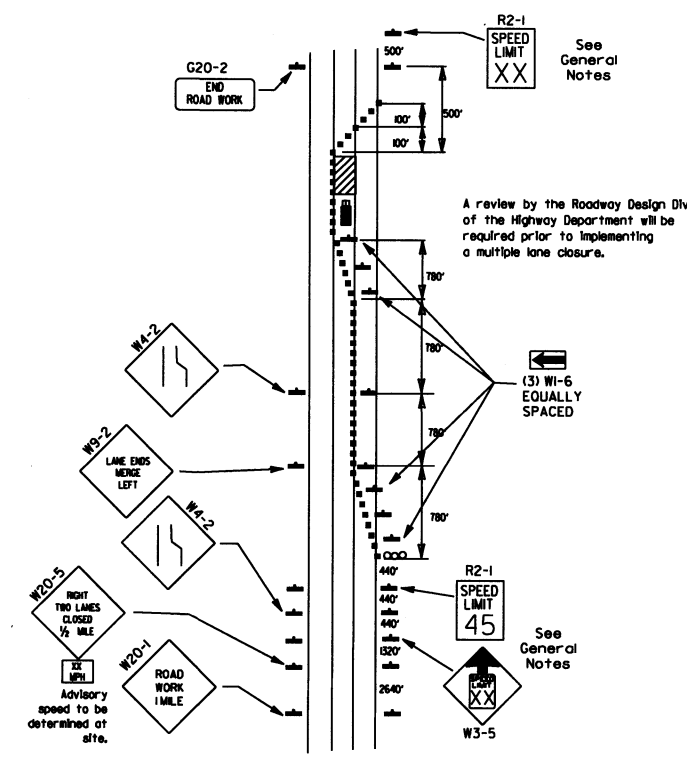 R2-1
SPEED
LIMIT
XX
See
General
Notes
500'
G20-2
END
ROAD WORK
500'
100'
100'
A review by the Roadway Design Div
of the Highway Department will be
required prior to implementing
a multiple lane closure.
780'
W4-2
780'
(3) W1-6
EQUALLY
SPACED
W9-2
LANE ENDS
MERGE
LEFT
780'
W4-2
780'
440'
R2-1
SPEED
LIMIT
45
W20-5
RIGHT
TWO LANES
CLOSED
1/2 MILE
440'
440'
See
General
Notes
XX
MPH
W20-1
ROAD
WORK
1 MILE
1320'
2640'
SPEED
LIMIT
XX
W3-5
Advisory
speed to be
determined at
site.